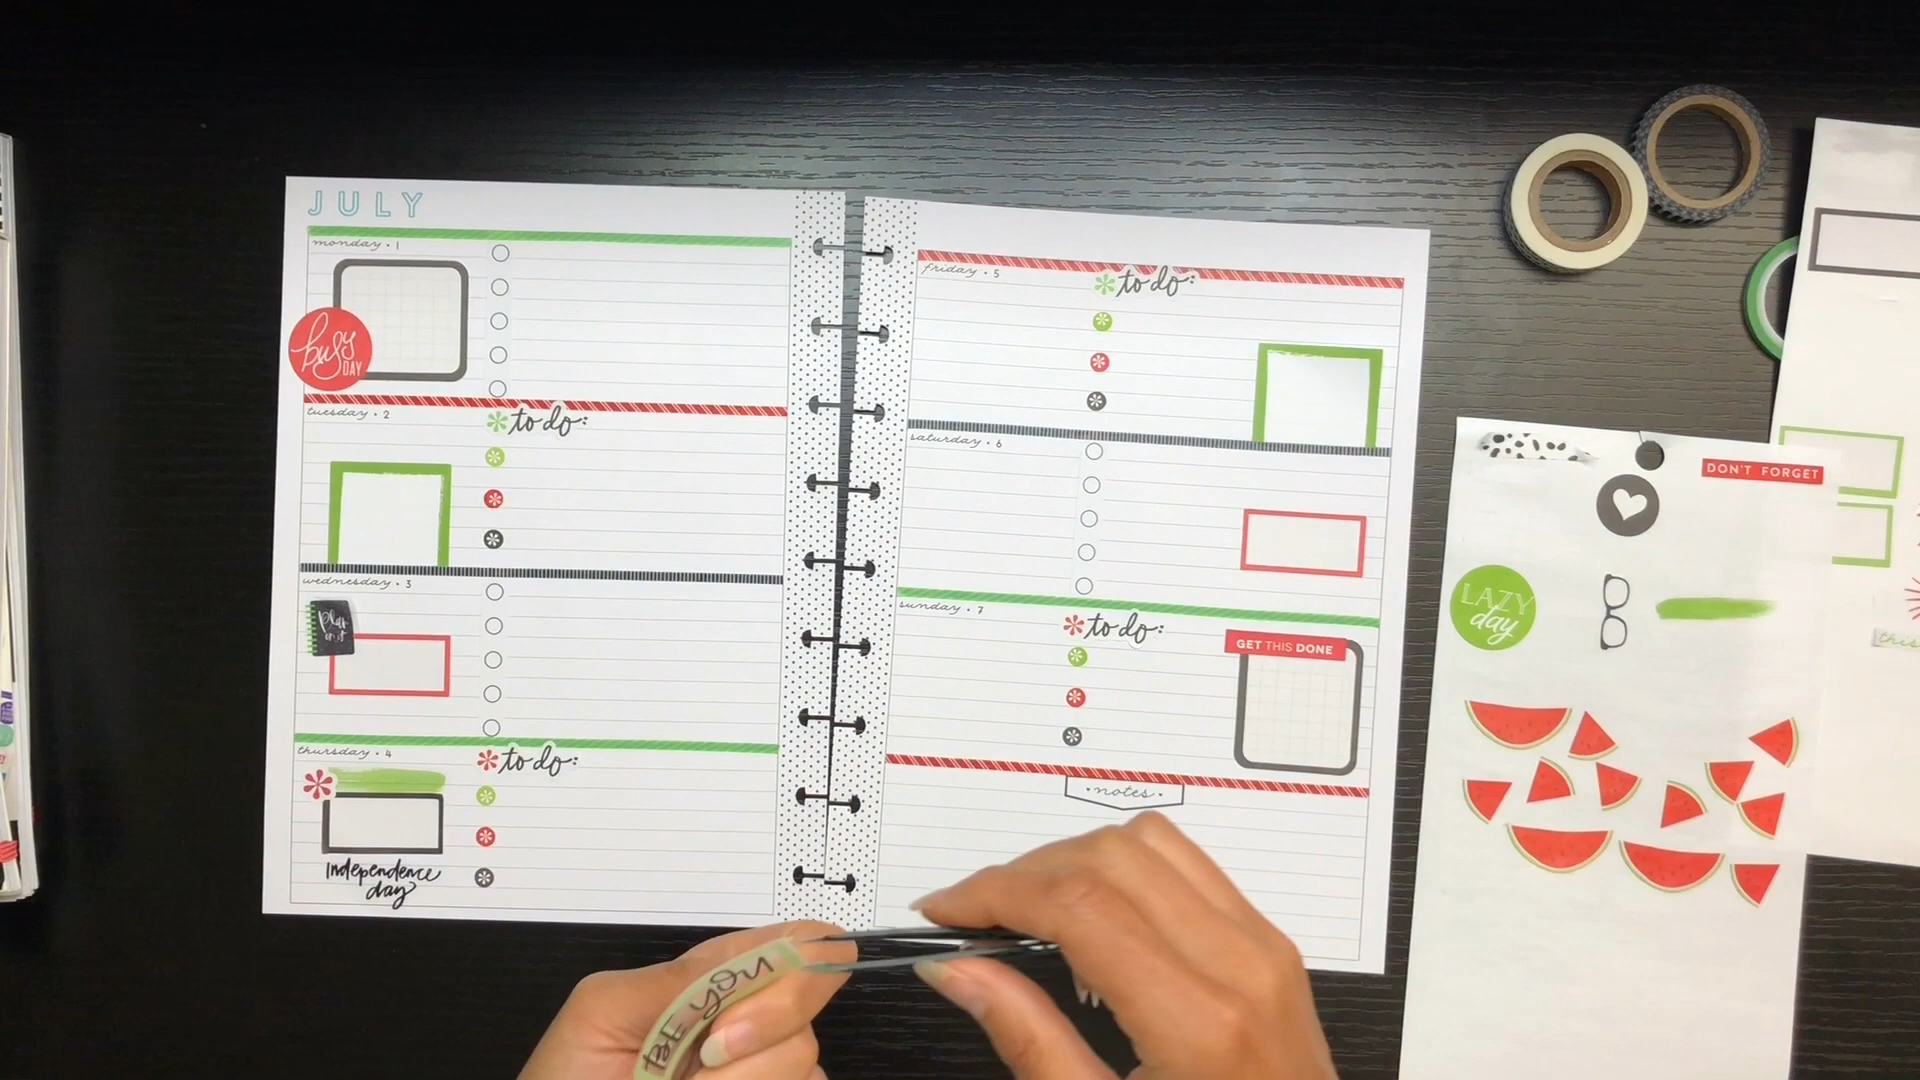 JULY
monday · 1
busy
DAY
tuesday · 2
to do:
wednesday · 3
plan
on it
thursday · 4
to do:
independence
day
friday · 5
to do:
saturday · 6
sunday · 7
to do:
GET THIS DONE
·notes·
BE YOU
DON'T FORGET
LAZY
day
this